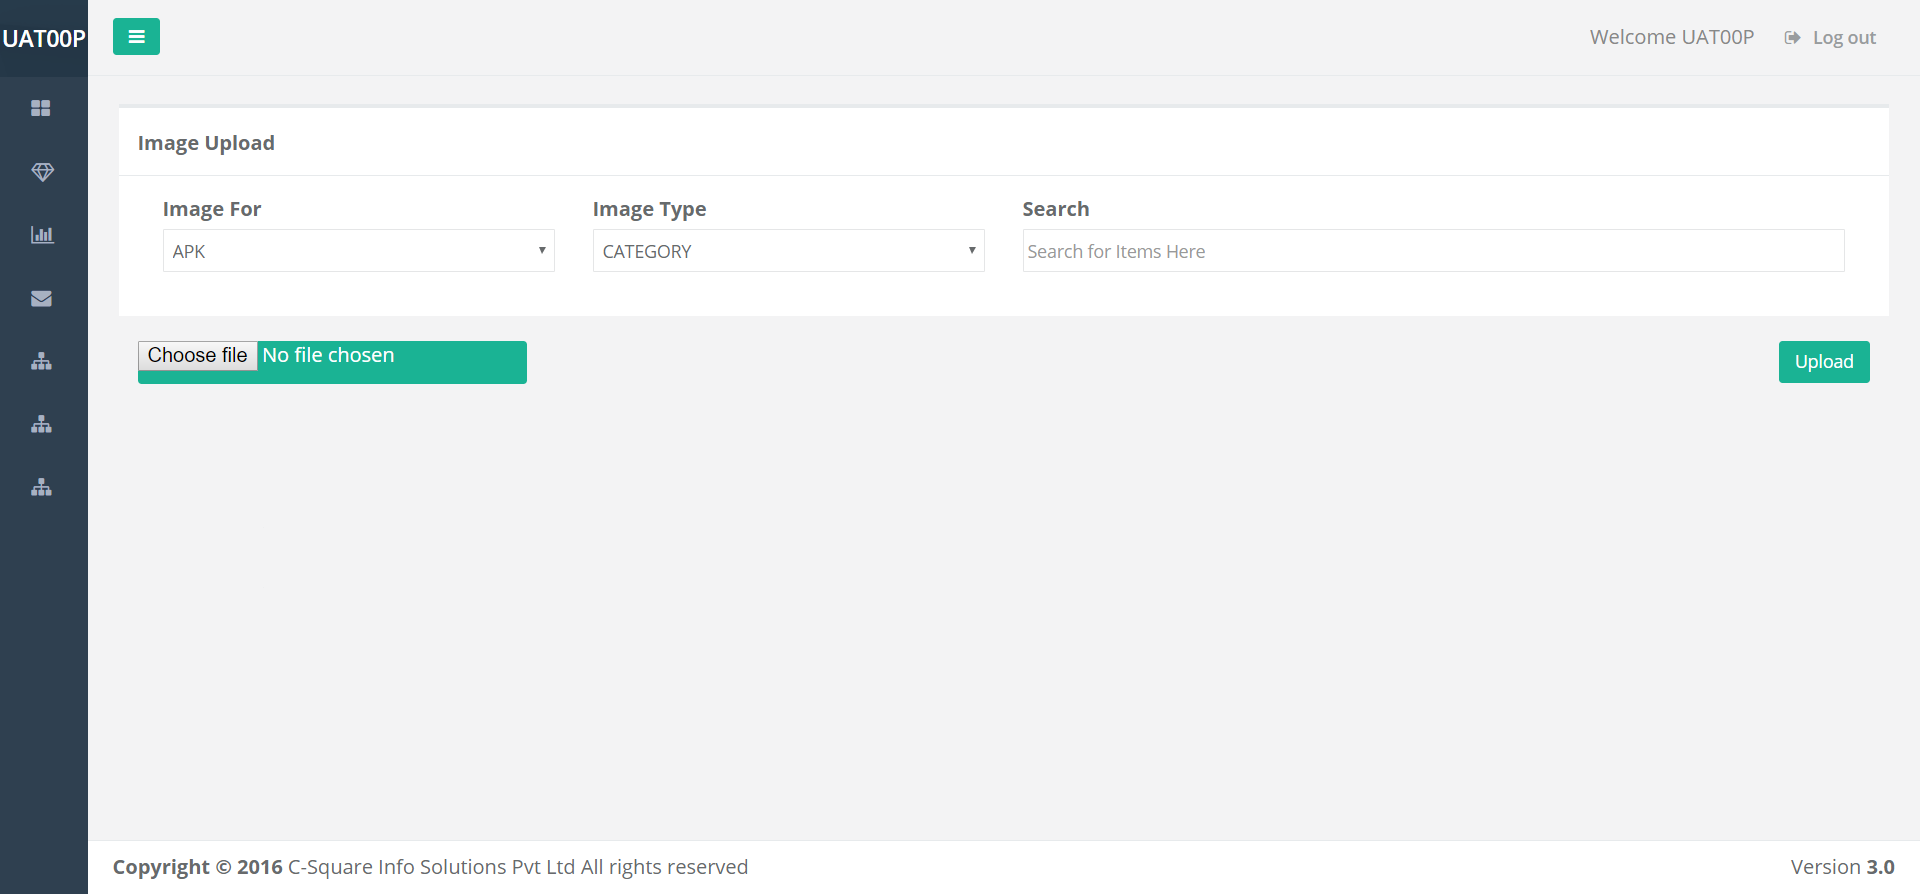 UAT00P
Welcome UAT00P
Log out
Image Upload
Image For
Image Type
Search
APK
CATEGORY
Search for Items Here
Choose file No file chosen
Upload
Copyright © 2016 C-Square Info Solutions Pvt Ltd All rights reserved
Version 3.0